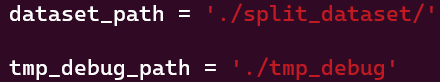 dataset_path = './split_dataset/'
tmp_debug_path = './tmp_debug'